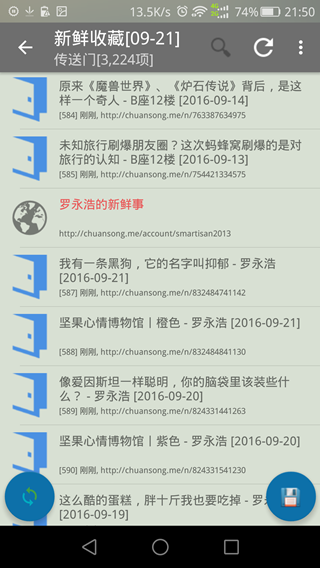 13.5K/s 74% 21:50
新鲜收藏[09-21]
传送门[3,224项]
原来《魔兽世界》、《炉石传说》背后，是这
样一个奇人 - B座12楼 [2016-09-14]
[584] 刚刚, http://chuansong.me/n/763387634975
未知旅行刷爆朋友圈？这次蚂蜂窝刷爆的是对
旅行的认知 - B座12楼 [2016-09-13]
[585] 刚刚, http://chuansong.me/n/754421334575
罗永浩的新鲜事
http://chuansong.me/account/smartisan2013
我有一条黑狗，它的名字叫抑郁 - 罗永浩
[2016-09-21]
[587] 刚刚, http://chuansong.me/n/832484741142
坚果心情博物馆丨橙色 - 罗永浩 [2016-09-21]
[588] 刚刚, http://chuansong.me/n/832484841130
像爱因斯坦一样聪明，你的脑袋里该装些什
么？ - 罗永浩 [2016-09-20]
[589] 刚刚, http://chuansong.me/n/824331441263
坚果心情博物馆丨紫色 - 罗永浩 [2016-09-20]
[590] 刚刚, http://chuansong.me/n/824331541230
这么酷的蛋糕，胖十斤我也要吃掉 - 罗永浩
[2016-09-19]